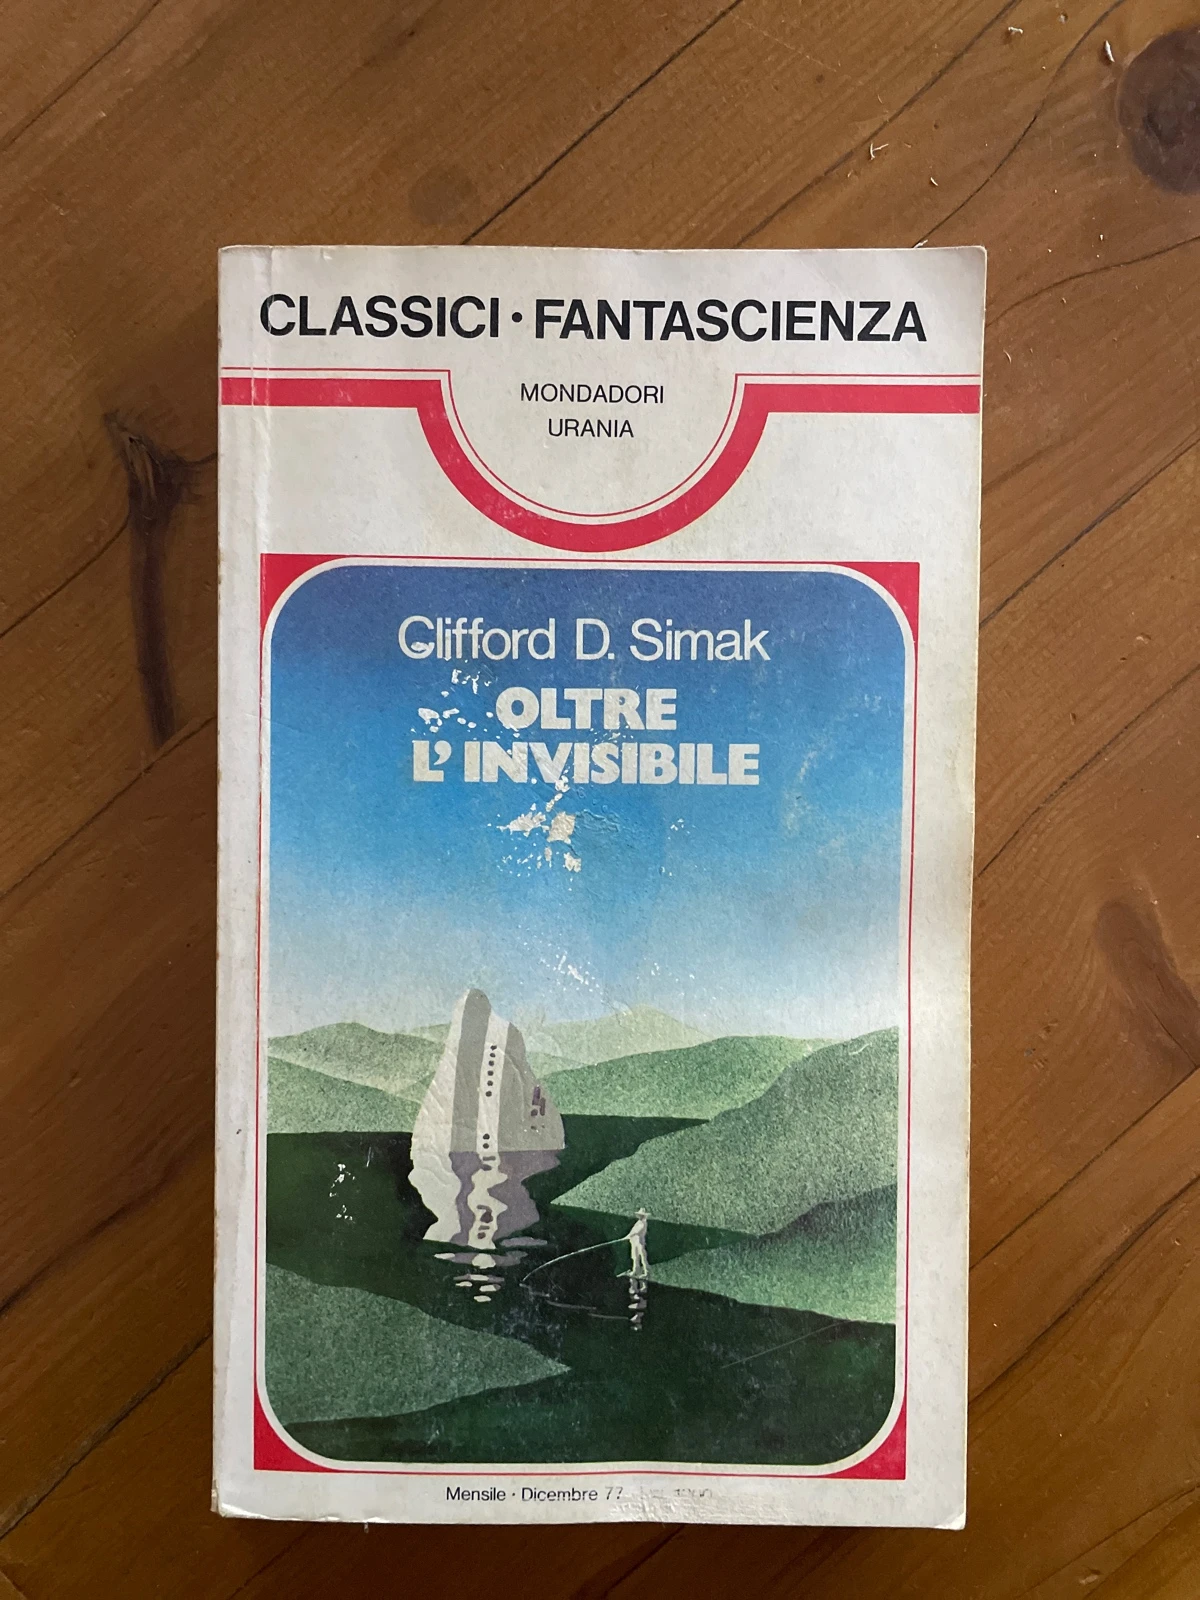 CLASSICI • FANTASCIENZA
MONDADORI
URANIA
Clifford D. Simak
OLTRE
L'INVISIBILE
Mensile • Dicembre 77